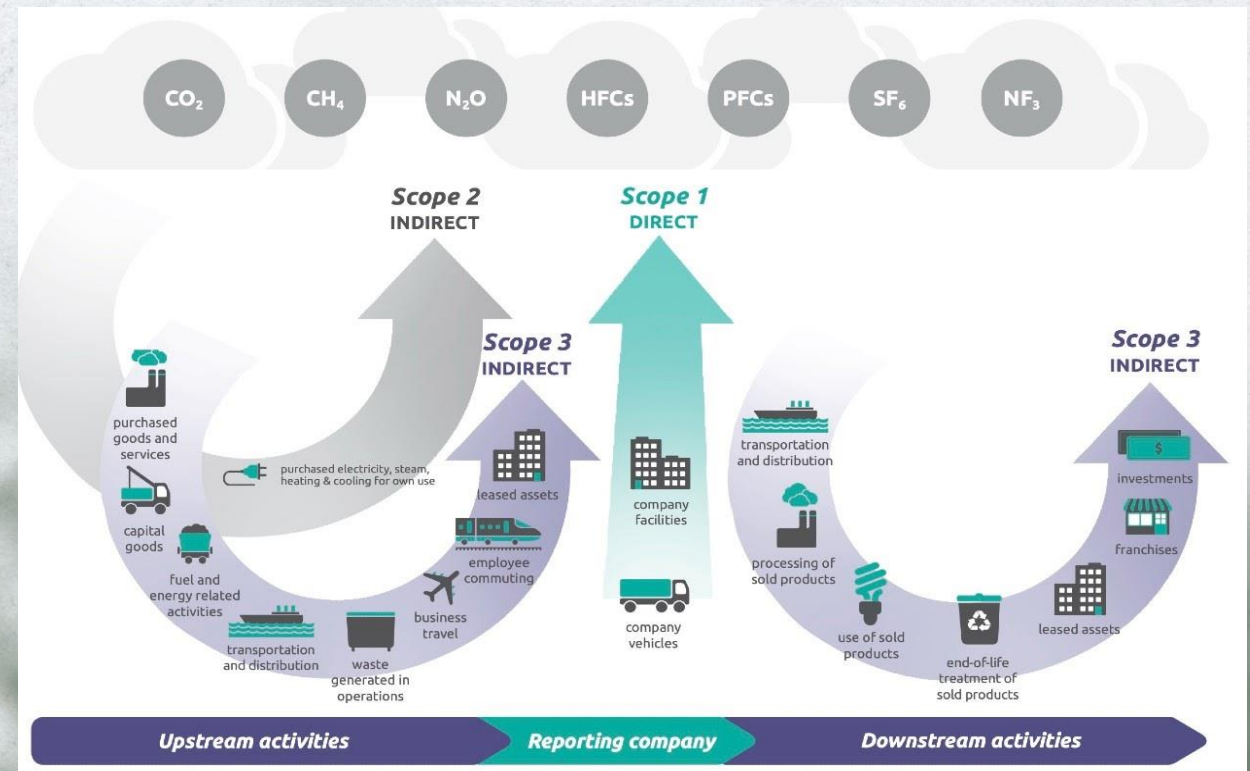 CO₂
CH₄
N₂O
HFCs
PFCs
SF₆
NF₃
Scope 2
INDIRECT
Scope 1
DIRECT
Scope 3
INDIRECT
Scope 3
INDIRECT
purchased
goods and
services
capital
goods
fuel and
energy related
activities
transportation
and distribution
waste
generated in
operations
business
travel
employee
commuting
leased assets
purchased electricity, steam,
heating & cooling for own use
company
facilities
company
vehicles
transportation
and distribution
processing of
sold products
use of sold
products
end-of-life
treatment of
sold products
leased assets
franchises
$
investments
Upstream activities
Reporting company
Downstream activities